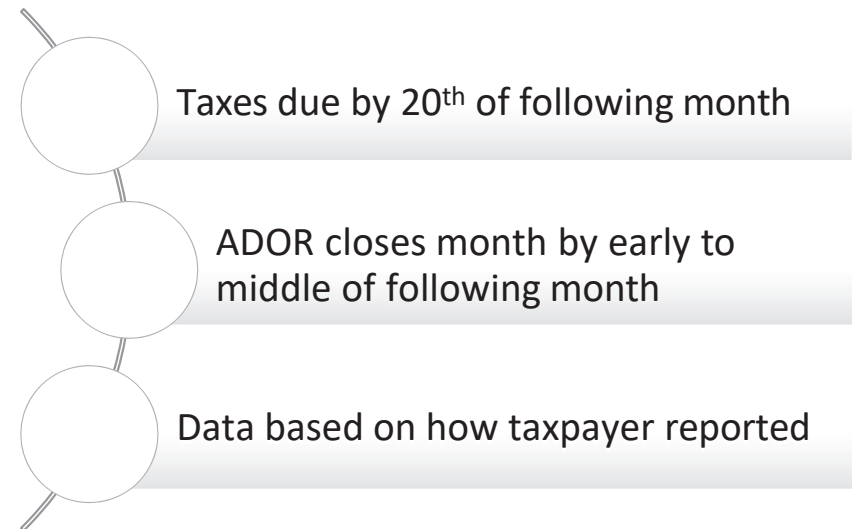 Taxes due by 20th of following month
ADOR closes month by early to
middle of following month
Data based on how taxpayer reported